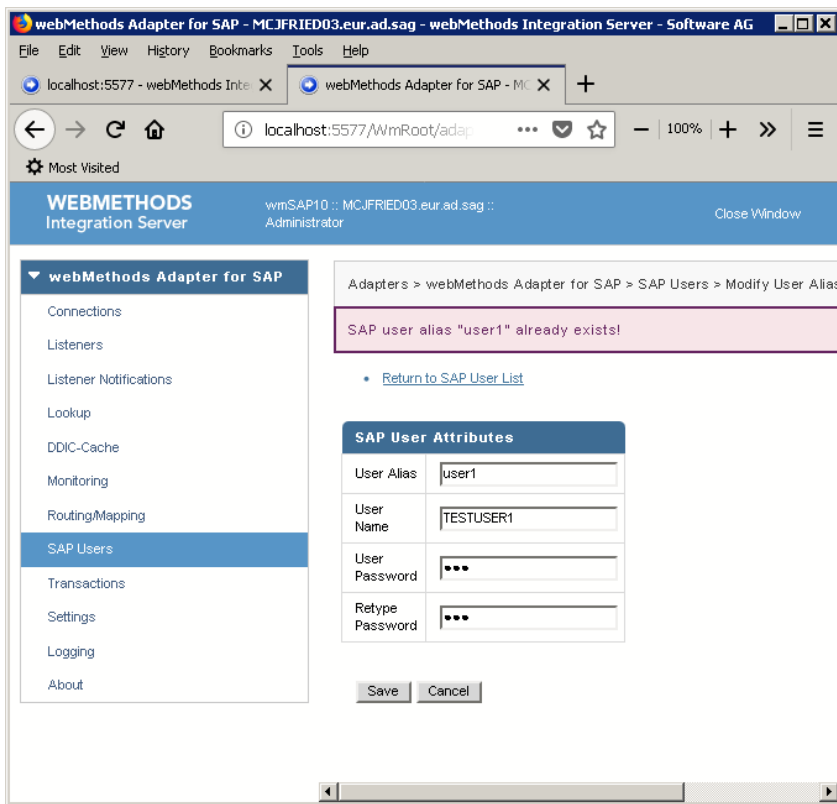 webMethods Adapter for SAP - MCJFRIED03.eur.ad.sag - webMethods Integration Server - Software AG
File Edit View History Bookmarks Tools Help
localhost:5577 - webMethods Inte
webMethods Adapter for SAP - MC
localhost:5577/WmRoot/adap
100%
Most Visited
WEBMETHODS
Integration Server
wmSAP10 :: MCJFRIED03.eur.ad.sag ::
Administrator
Close Window
webMethods Adapter for SAP
Connections
Listeners
Listener Notifications
Lookup
DDIC-Cache
Monitoring
Routing/Mapping
SAP Users
Transactions
Settings
Logging
About
Adapters > webMethods Adapter for SAP > SAP Users > Modify User Alias
SAP user alias "user1" already exists!
• Return to SAP User List
SAP User Attributes
User Alias user1
User
Name
TESTUSER1
User
Password
•••
Retype
Password
•••
Save Cancel